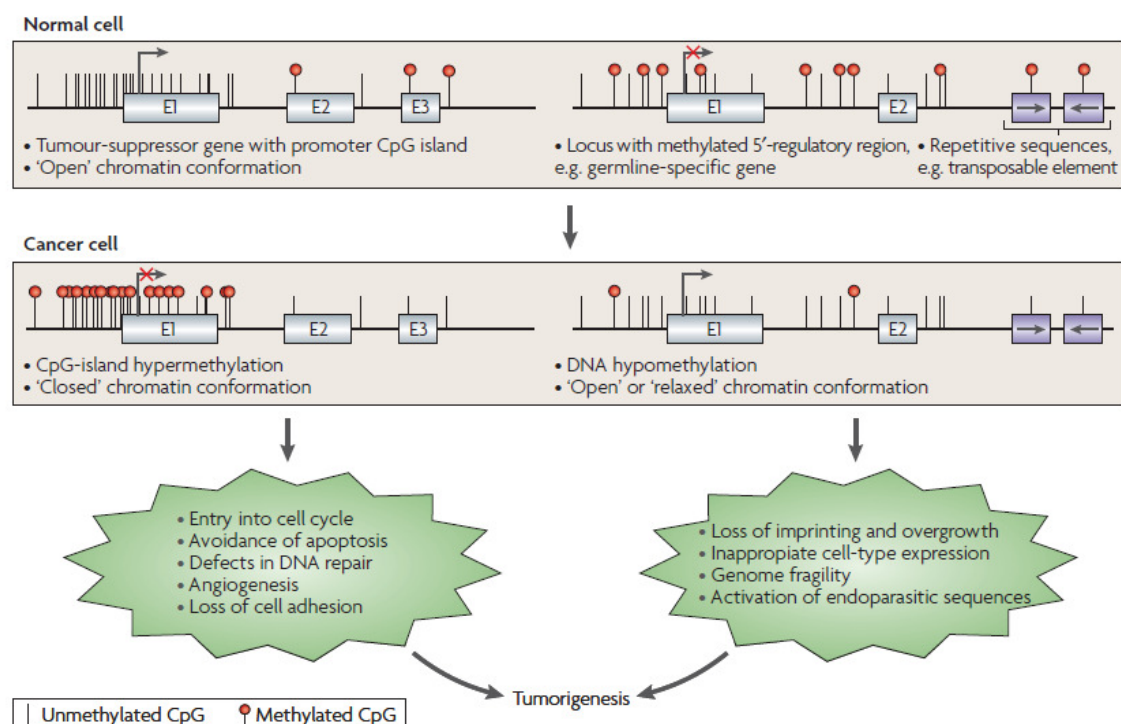 Normal cell
E1
E2
E3
E1
E2
• Tumour-suppressor gene with promoter CpG island
• 'Open' chromatin conformation
• Locus with methylated 5′-regulatory region,
e.g. germline-specific gene
• Repetitive sequences,
e.g. transposable element
Cancer cell
E1
E2
E3
E1
E2
• CpG-island hypermethylation
• 'Closed' chromatin conformation
• DNA hypomethylation
• 'Open' or 'relaxed' chromatin conformation
• Entry into cell cycle
• Avoidance of apoptosis
• Defects in DNA repair
• Angiogenesis
• Loss of cell adhesion
• Loss of imprinting and overgrowth
• Inappropiate cell-type expression
• Genome fragility
• Activation of endoparasitic sequences
Tumorigenesis
Unmethylated CpG
Methylated CpG